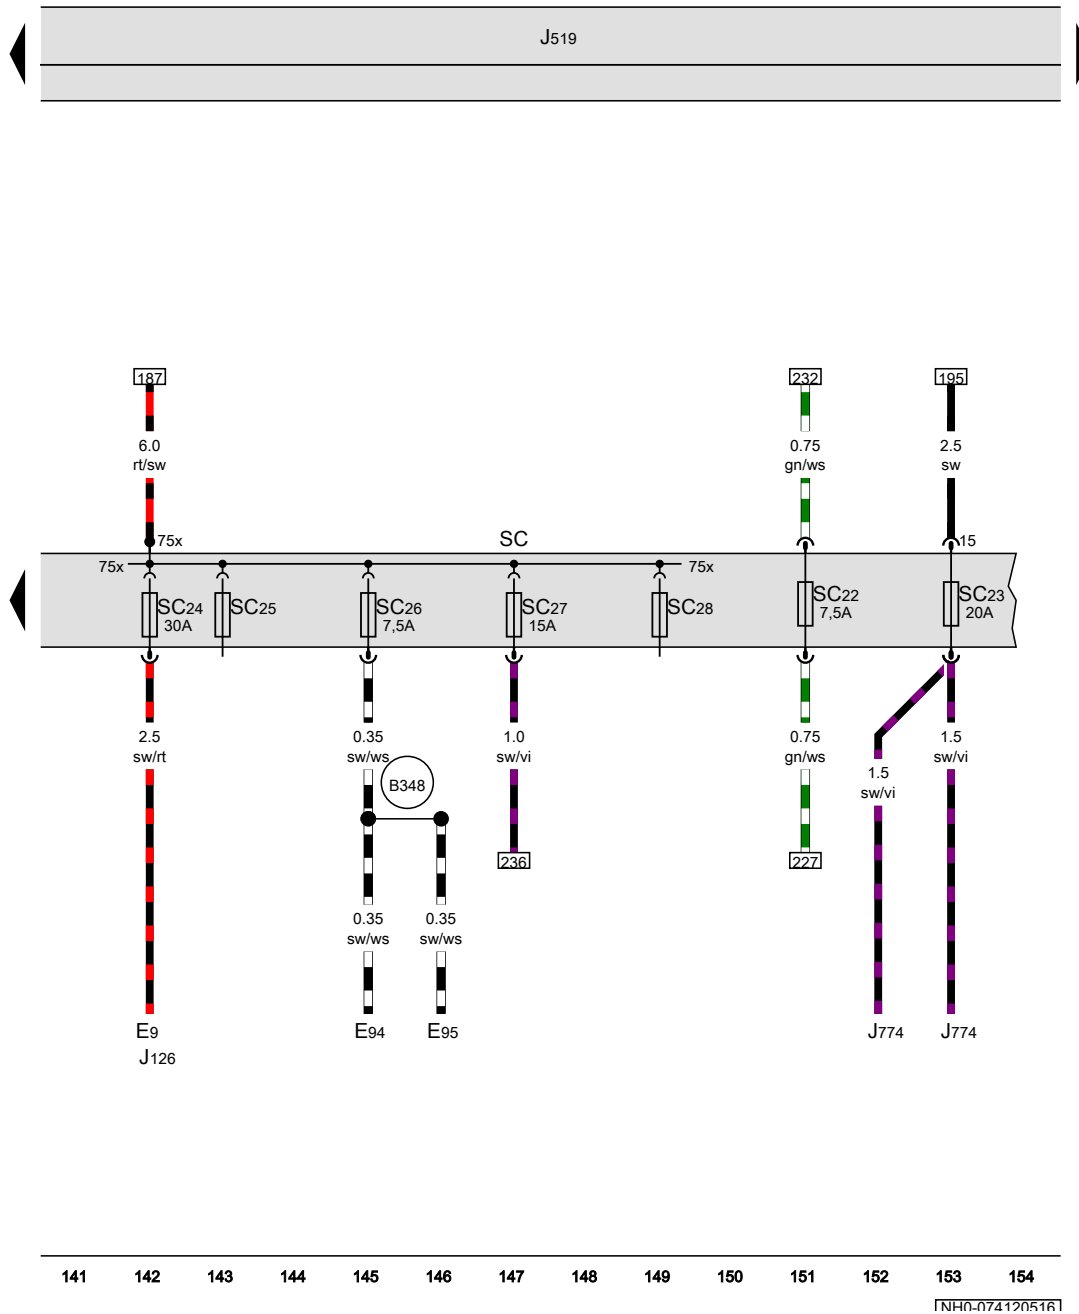 J519
187
232
195
6.0
rt/sw
0.75
gn/ws
2.5
sw
75x
SC
15
75x
75x
SC24
30A
SC25
SC26
7,5A
SC27
15A
SC28
SC22
7,5A
SC23
20A
2.5
sw/rt
0.35
sw/ws
1.0
sw/vi
0.75
gn/ws
1.5
sw/vi
1.5
sw/vi
B348
236
227
0.35
sw/ws
0.35
sw/ws
E9
J126
E94
E95
J774
J774
141 142 143 144 145 146 147 148 149 150 151 152 153 154
NH0-074120516